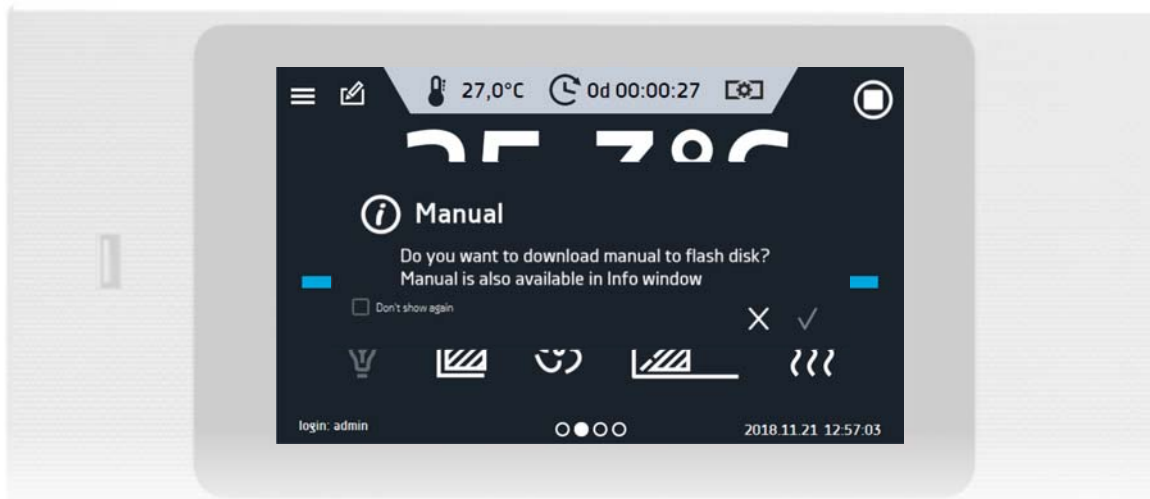 27,0°C 0d 00:00:27
Manual
Do you want to download manual to flash disk?
Manual is also available in Info window
Don't show again
login: admin
2018.11.21 12:57:03